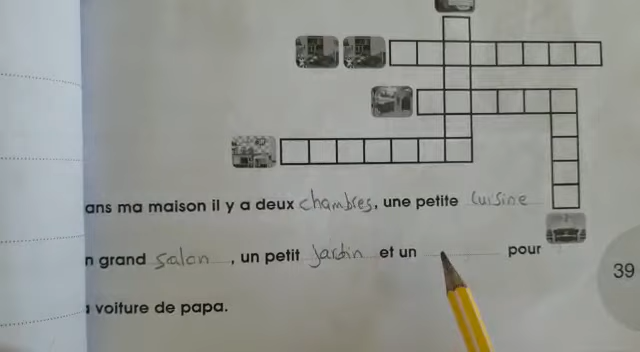 ans ma maison il y a deux chambres, une petite cuisine
n grand salon, un petit jardin et un pour
a voiture de papa.
39